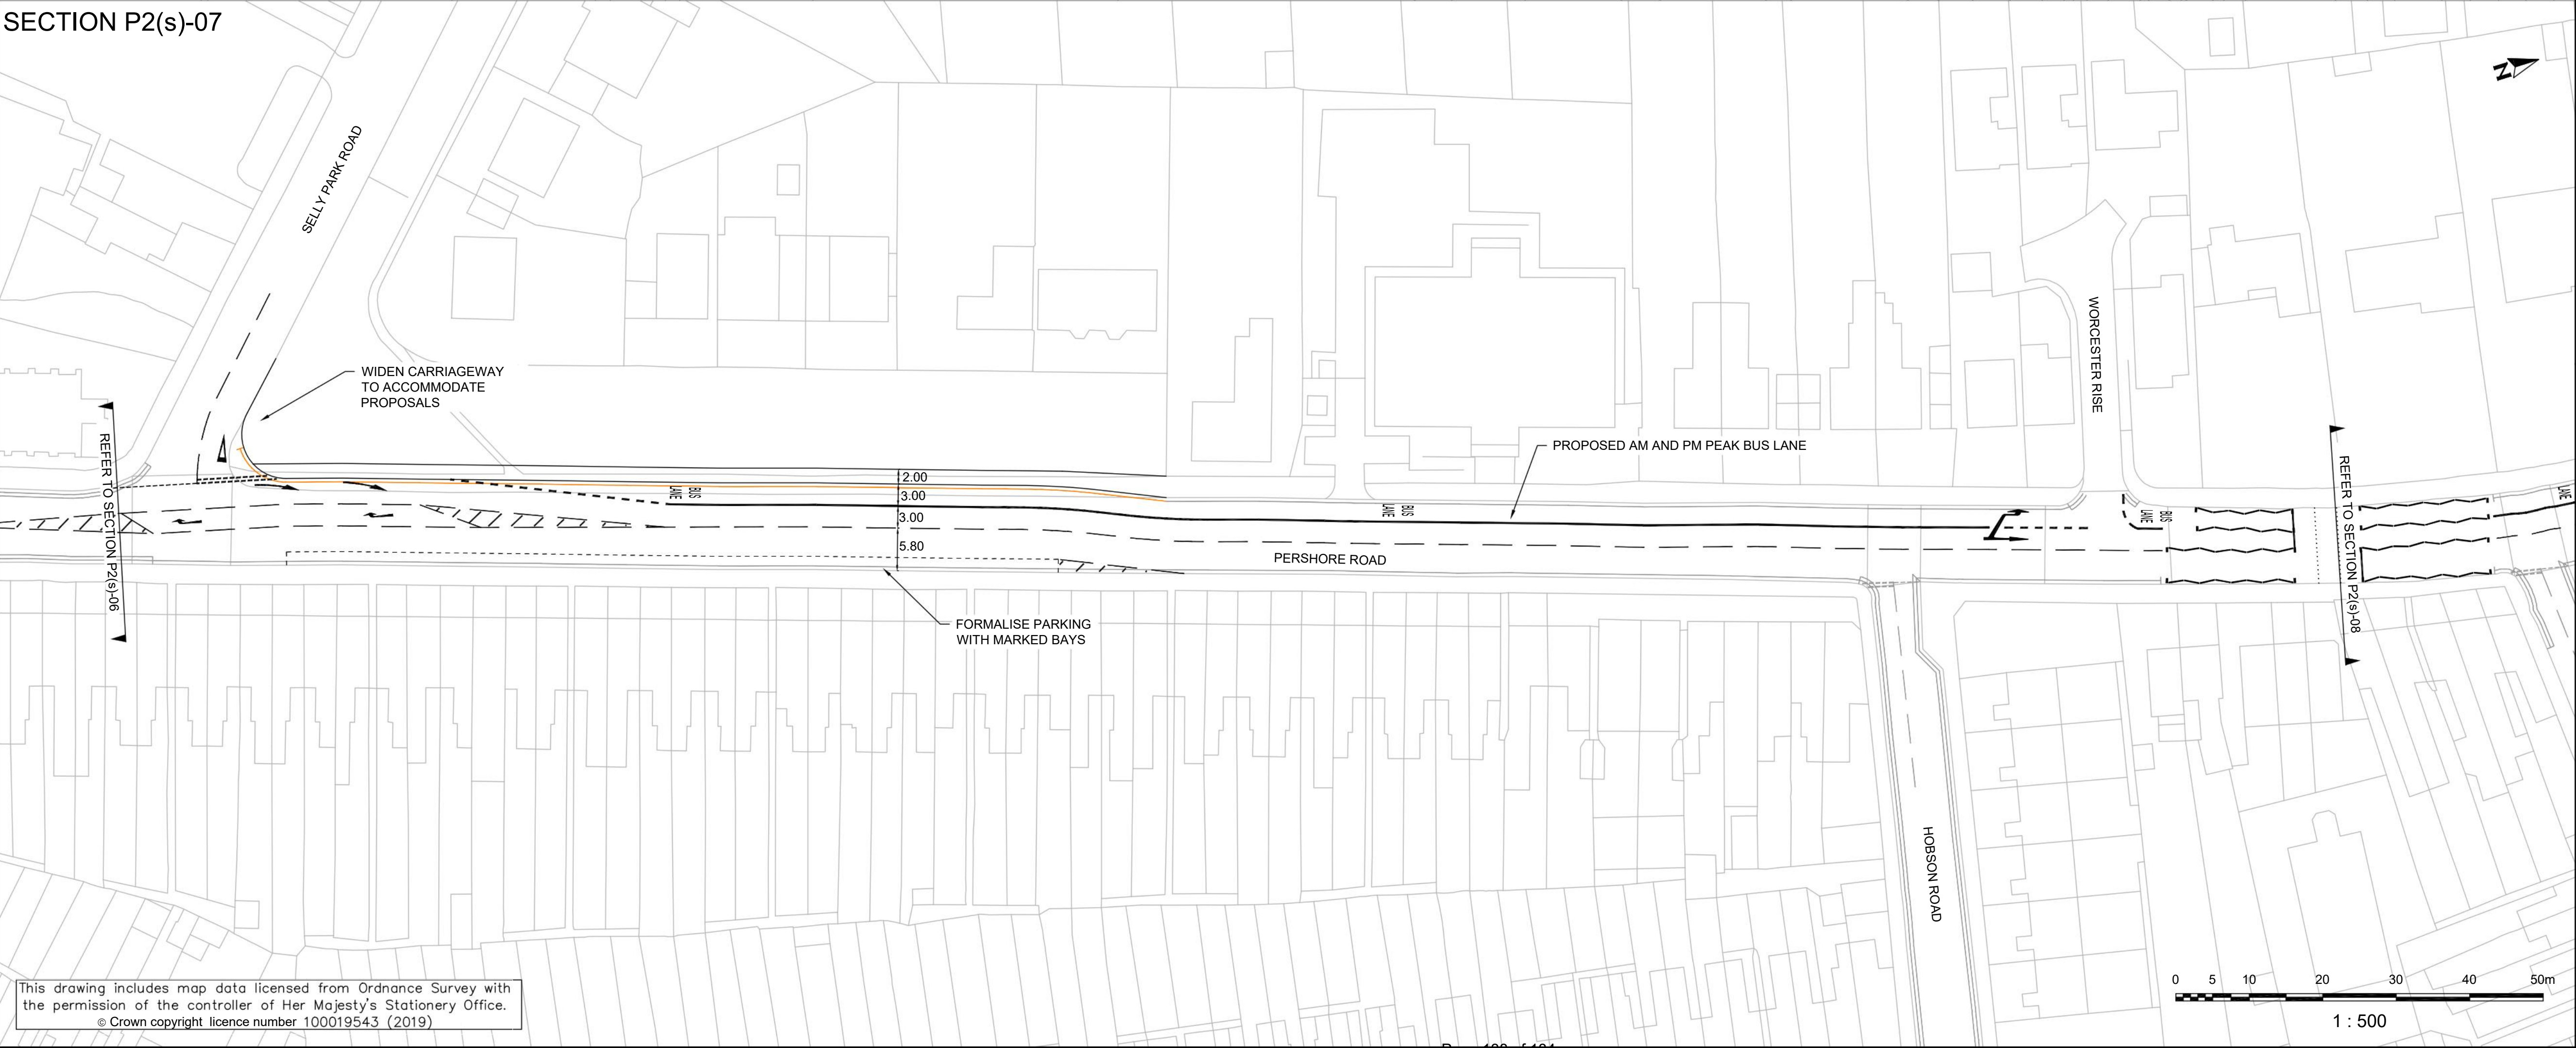 SECTION P2(s)-07
N
SELLY PARK ROAD
WIDEN CARRIAGEWAY
TO ACCOMMODATE
PROPOSALS
REFER TO SECTION P2(s)-06
BUS
LANE
2.00
3.00
3.00
5.80
PROPOSED AM AND PM PEAK BUS LANE
BUS
LANE
PERSHORE ROAD
WORCESTER RISE
BUS
LANE
REFER TO SECTION P2(s)-08
LANE
FORMALISE PARKING
WITH MARKED BAYS
HOBSON ROAD
This drawing includes map data licensed from Ordnance Survey with
the permission of the controller of Her Majesty's Stationery Office.
© Crown copyright licence number 100019543 (2019)
0 5 10 20 30 40 50m
1 : 500